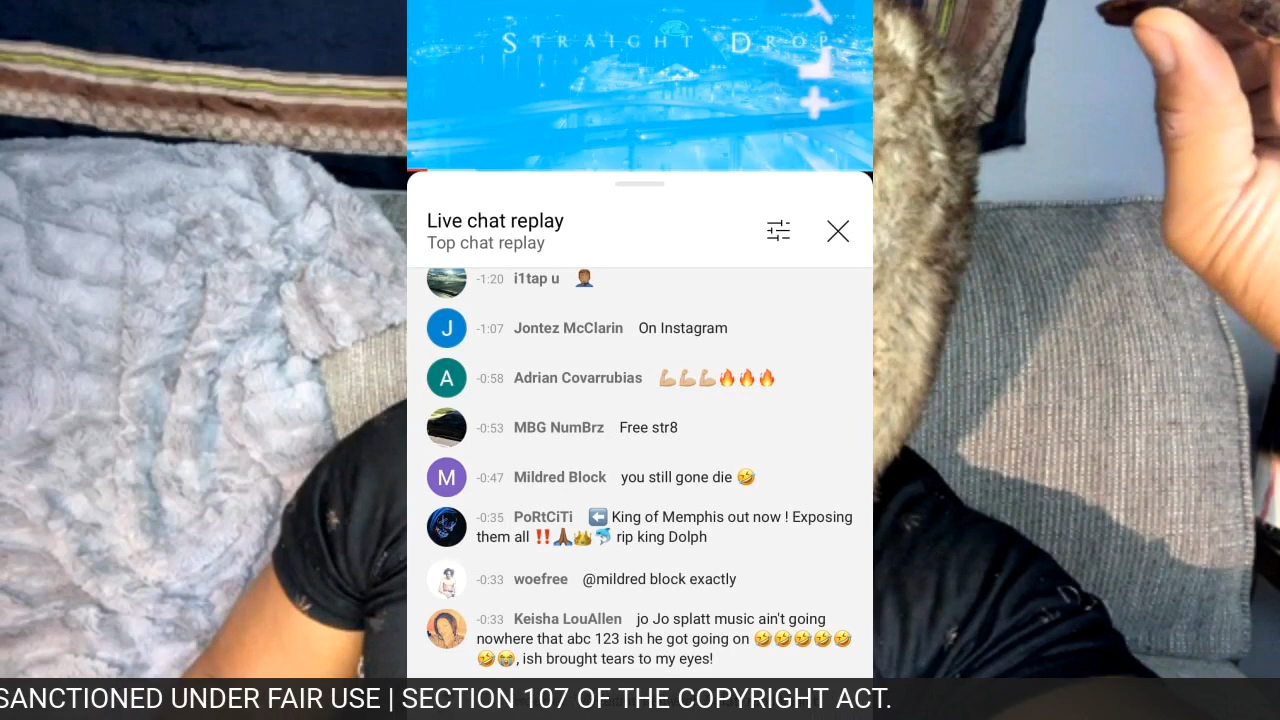 STRAIGHT DROP
Live chat replay
Top chat replay
-1:20 i1tap u 🤦🏽‍♂️
-1:07 Jontez McClarin On Instagram
J
-0:58 Adrian Covarrubias 💪🏼💪🏼💪🏼🔥🔥🔥
A
-0:53 MBG NumBrz Free str8
-0:47 Mildred Block you still gone die 🤣
M
-0:35 PoRtCiTi ⬅️ King of Memphis out now ! Exposing
them all ‼️🙏🏾👑🐬 rip king Dolph
-0:33 woefree @mildred block exactly
-0:33 Keisha LouAllen jo Jo splatt music ain't going
nowhere that abc 123 ish he got going on 🤣🤣🤣🤣🤣
🤣😭, ish brought tears to my eyes!
SANCTIONED UNDER FAIR USE | SECTION 107 OF THE COPYRIGHT ACT.